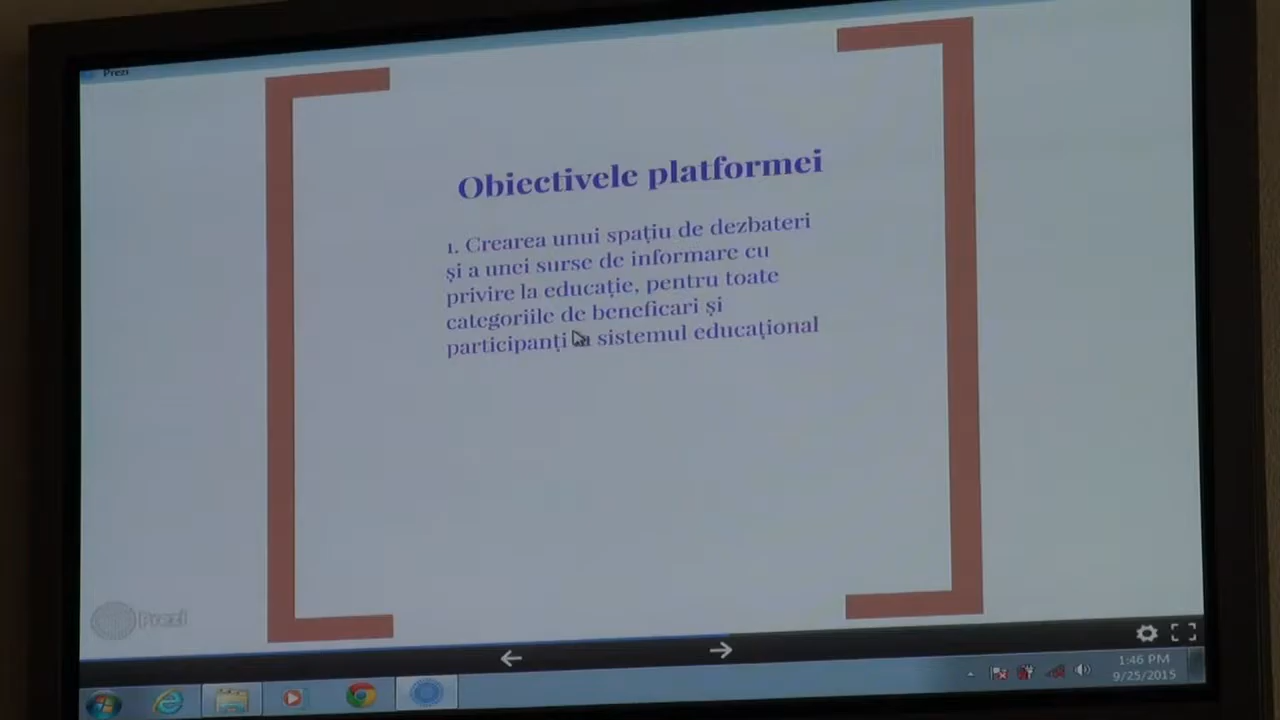 Prezi
Obiectivele platformei
1. Crearea unui spațiu de dezbateri
și a unei surse de informare cu
privire la educație, pentru toate
categoriile de beneficari și
participanți la sistemul educațional
Prezi
1:46 PM
9/25/2015